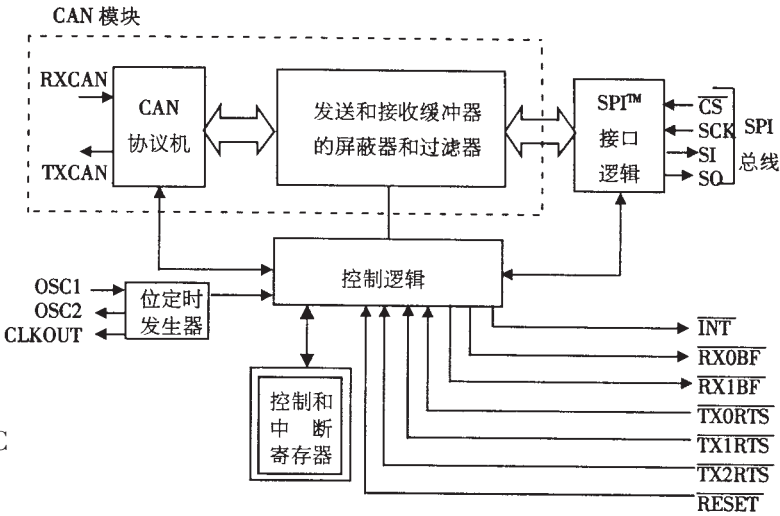 CAN 模块
RXCAN
TXCAN
CAN
协议机
发送和接收缓冲器
的屏蔽器和过滤器
SPI™
接口
逻辑
CS
SCK
SI
SO
SPI
总线
控制逻辑
OSC1
OSC2
CLKOUT
位定时
发生器
控制和
中 断
寄存器
INT
RX0BF
RX1BF
TX0RTS
TX1RTS
TX2RTS
RESET
C